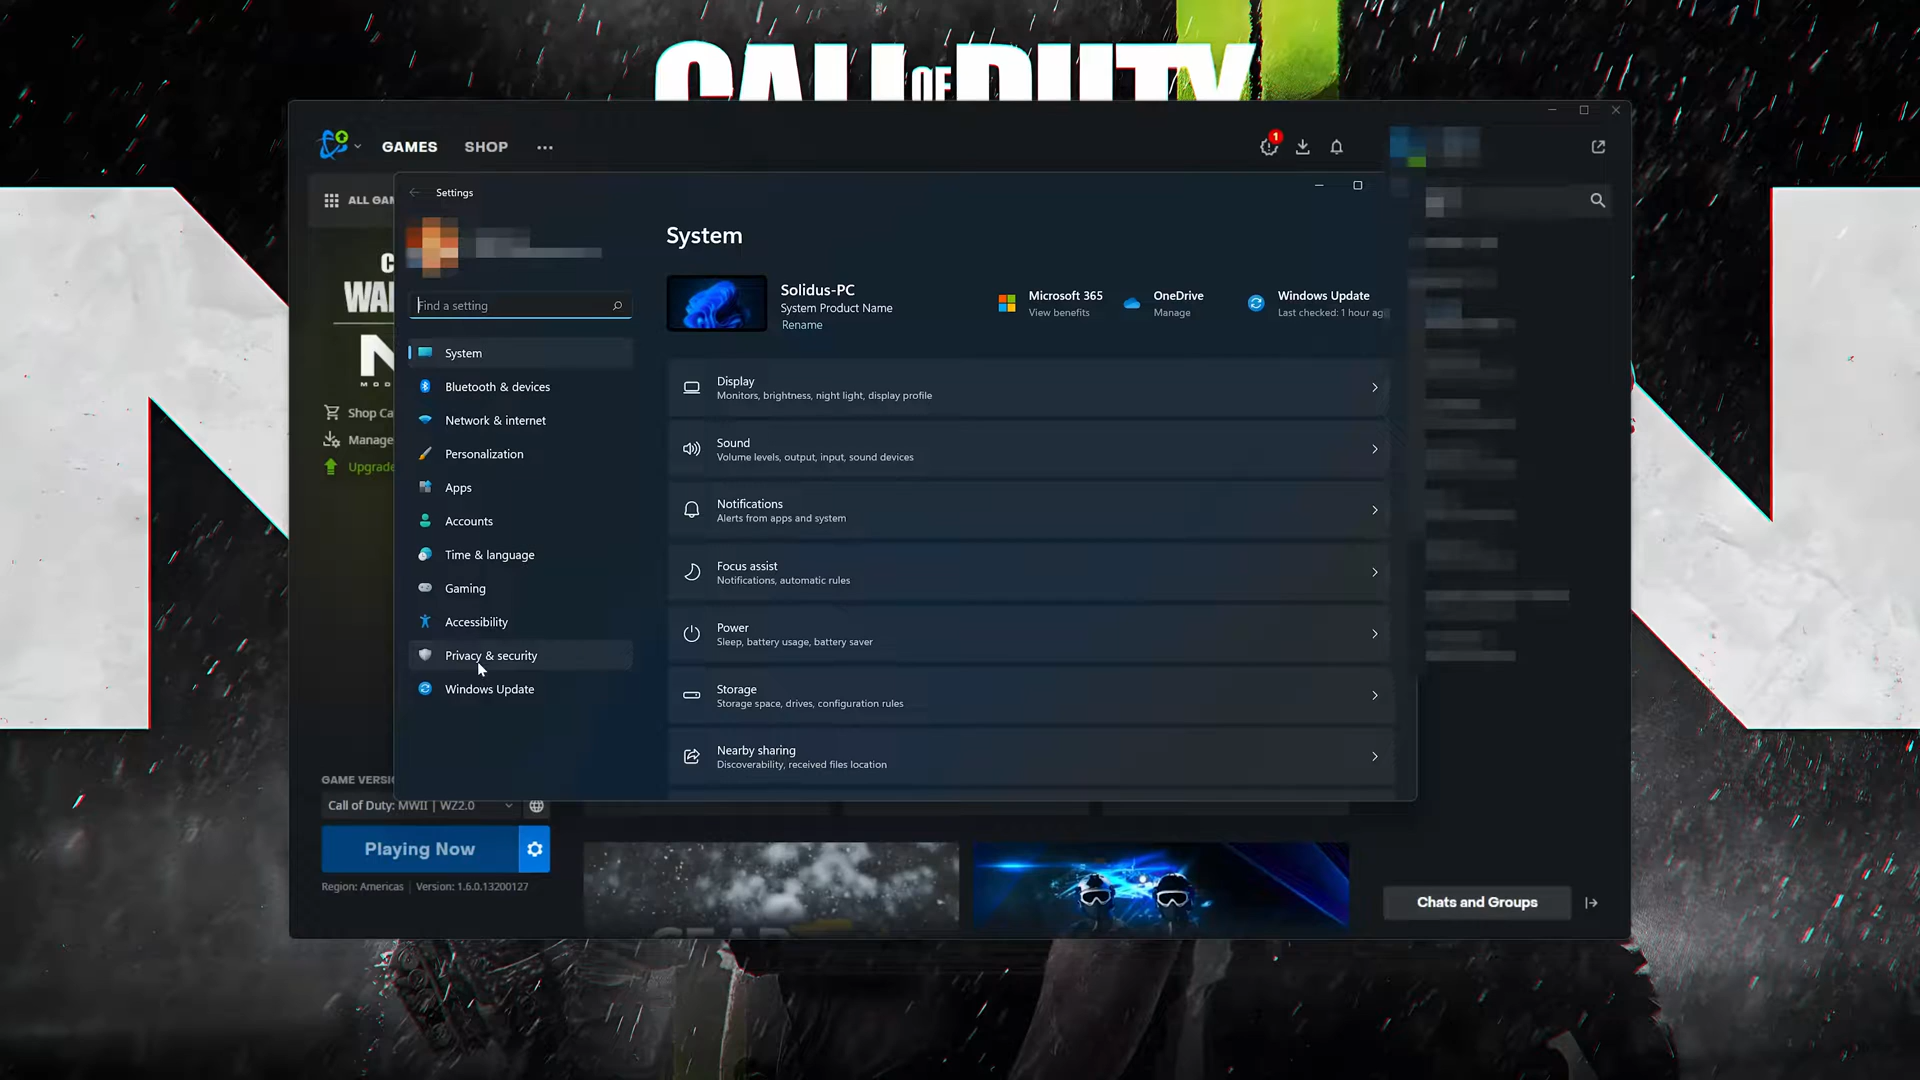 CALL OF DUTY
GAMES
SHOP
1
ALL GAM
Settings
Find a setting
System
Bluetooth & devices
Network & internet
Personalization
Apps
Accounts
Time & language
Gaming
Accessibility
Privacy & security
Windows Update
System
Solidus-PC
System Product Name
Rename
Microsoft 365
View benefits
OneDrive
Manage
Windows Update
Last checked: 1 hour ag
Display
Monitors, brightness, night light, display profile
Sound
Volume levels, output, input, sound devices
Notifications
Alerts from apps and system
Focus assist
Notifications, automatic rules
Power
Sleep, battery usage, battery saver
Storage
Storage space, drives, configuration rules
Nearby sharing
Discoverability, received files location
C
WA
M O D
Shop Ca
Manage
Upgrade
GAME VERSI
Call of Duty: MWII | WZ2.0
Playing Now
Region: Americas | Version: 1.6.0.13200127
Chats and Groups